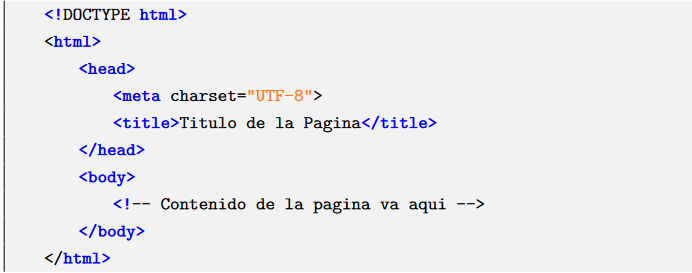 <!DOCTYPE html>
<html>
<head>
<meta charset="UTF-8">
<title>Titulo de la Pagina</title>
</head>
<body>
<!-- Contenido de la pagina va aqui -->
</body>
</html>